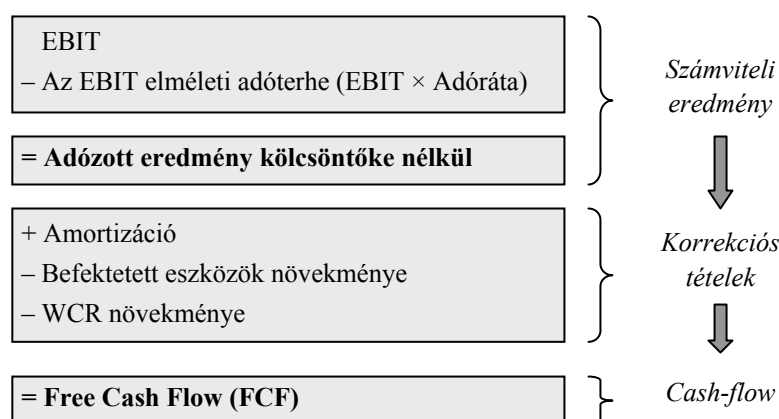 EBIT
– Az EBIT elméleti adóterhe (EBIT × Adóráta)
= Adózott eredmény kölcsöntőke nélkül
Számviteli
eredmény
+ Amortizáció
– Befektetett eszközök növekménye
– WCR növekménye
Korrekciós
tételek
= Free Cash Flow (FCF)
Cash-flow